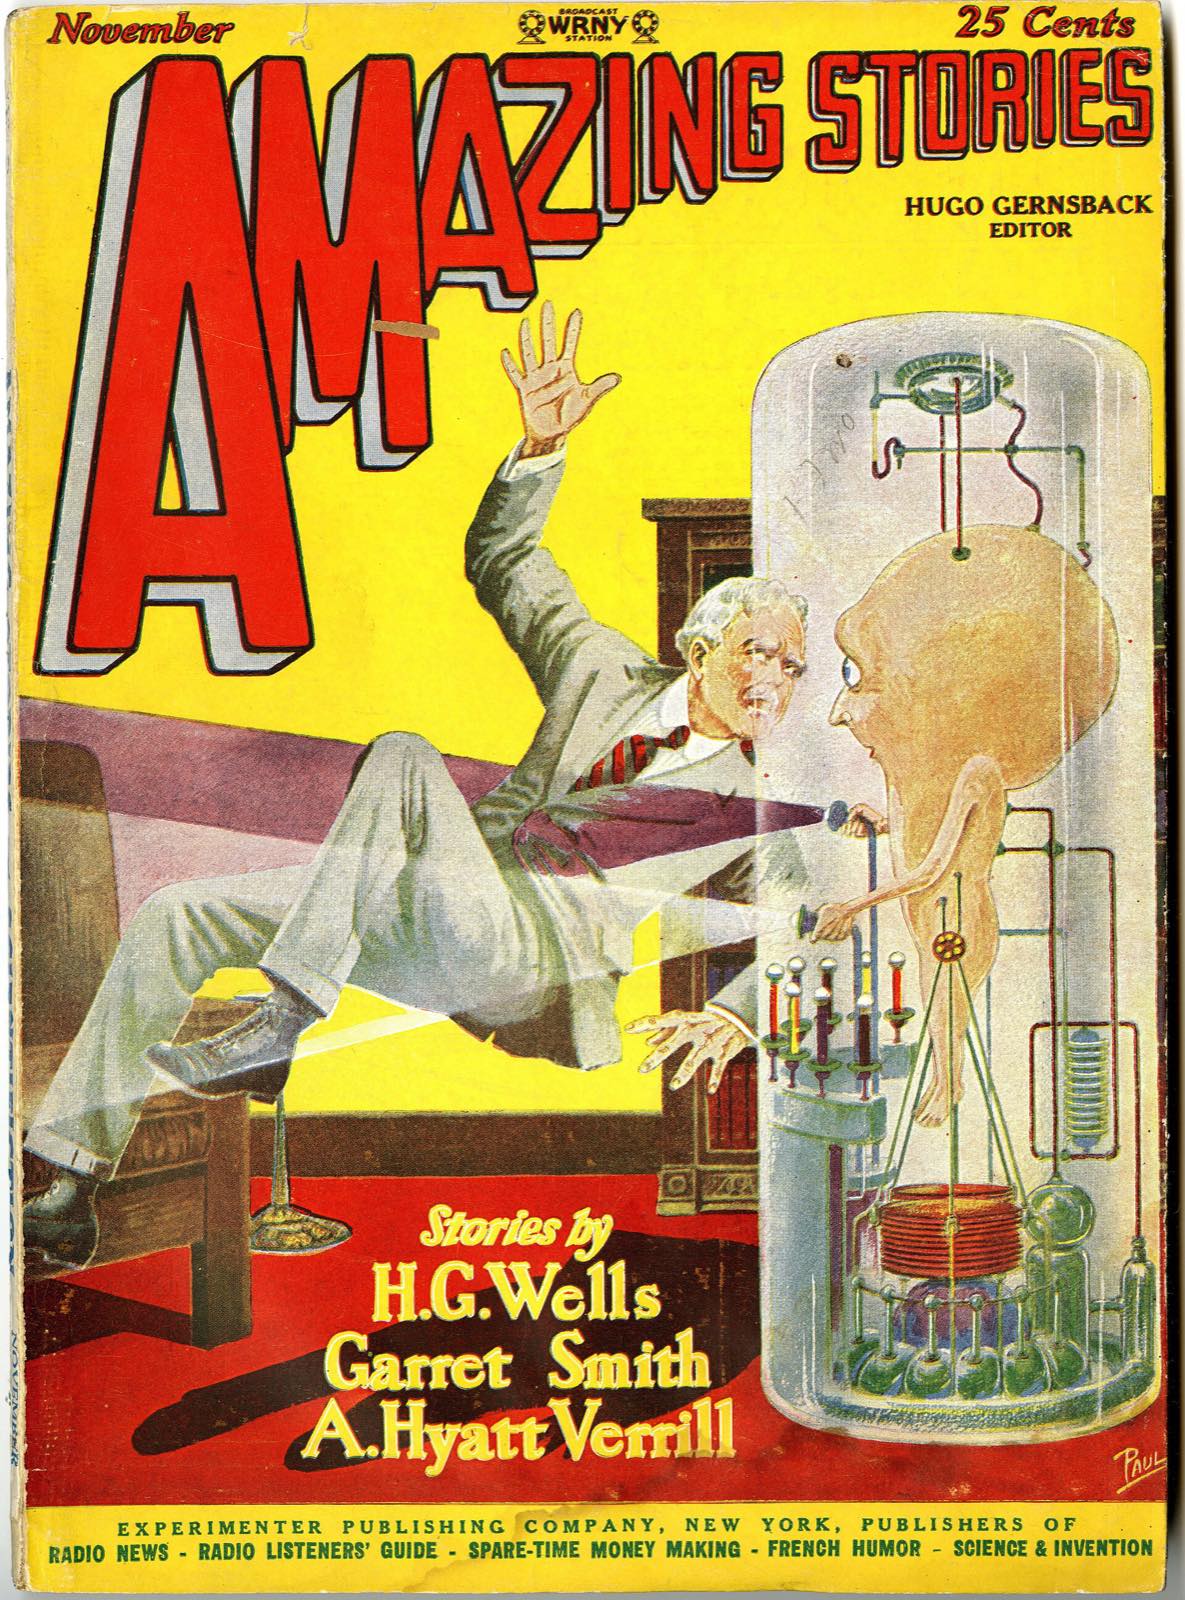 November
BROADCAST
WRNY
STATION
25 Cents
AMAZING STORIES
HUGO GERNSBACK
EDITOR
Stories by
H.G.Wells
Garret Smith
A.Hyatt Verrill
PAUL
EXPERIMENTER PUBLISHING COMPANY, NEW YORK, PUBLISHERS OF
RADIO NEWS - RADIO LISTENERS' GUIDE - SPARE-TIME MONEY MAKING - FRENCH HUMOR - SCIENCE & INVENTION
NOVEMBER